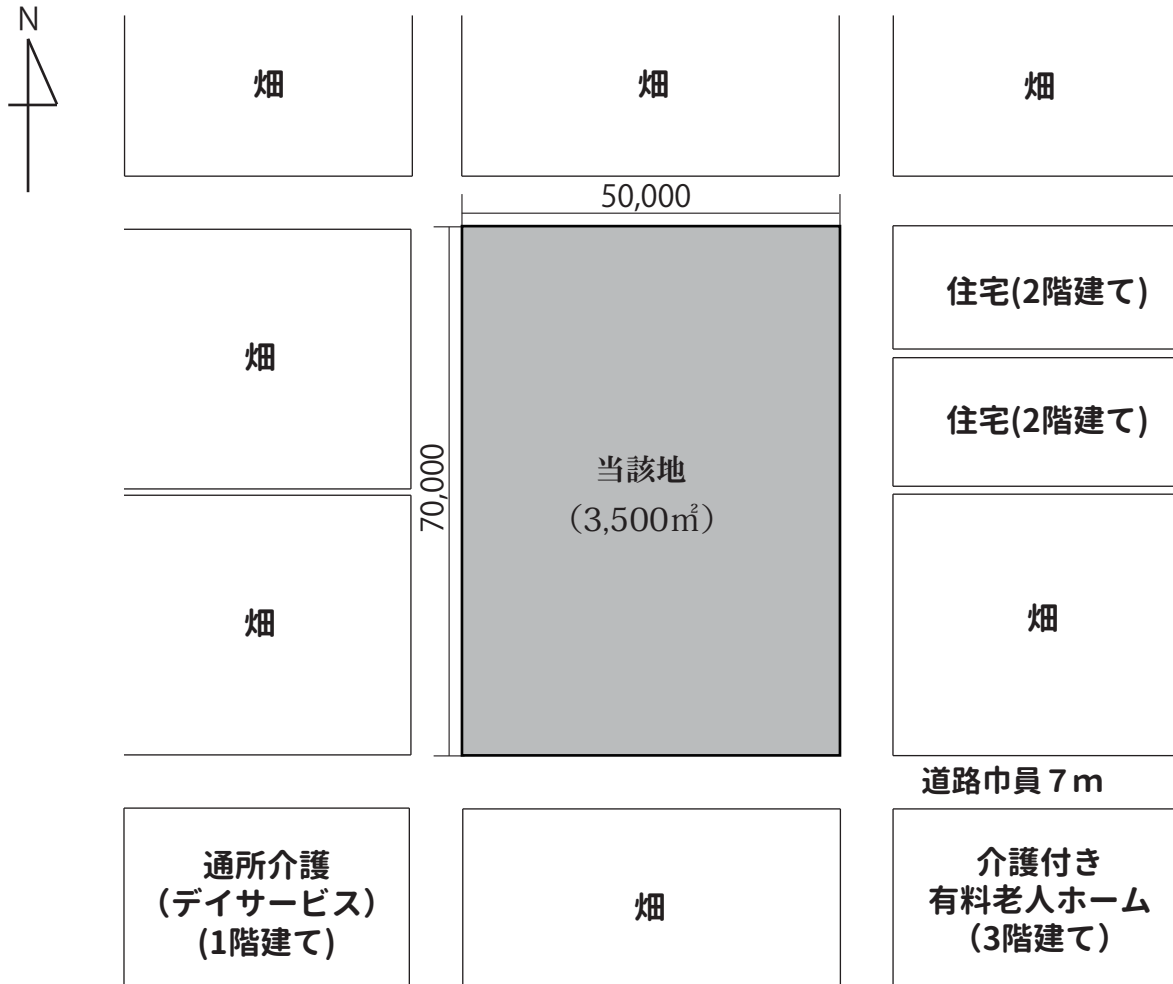 N
畑
畑
畑
50,000
住宅(2階建て)
畑
住宅(2階建て)
70,000
当該地
（3,500㎡）
畑
畑
道路巾員７ｍ
通所介護
（デイサービス）
(1階建て)
畑
介護付き
有料老人ホーム
（3階建て）